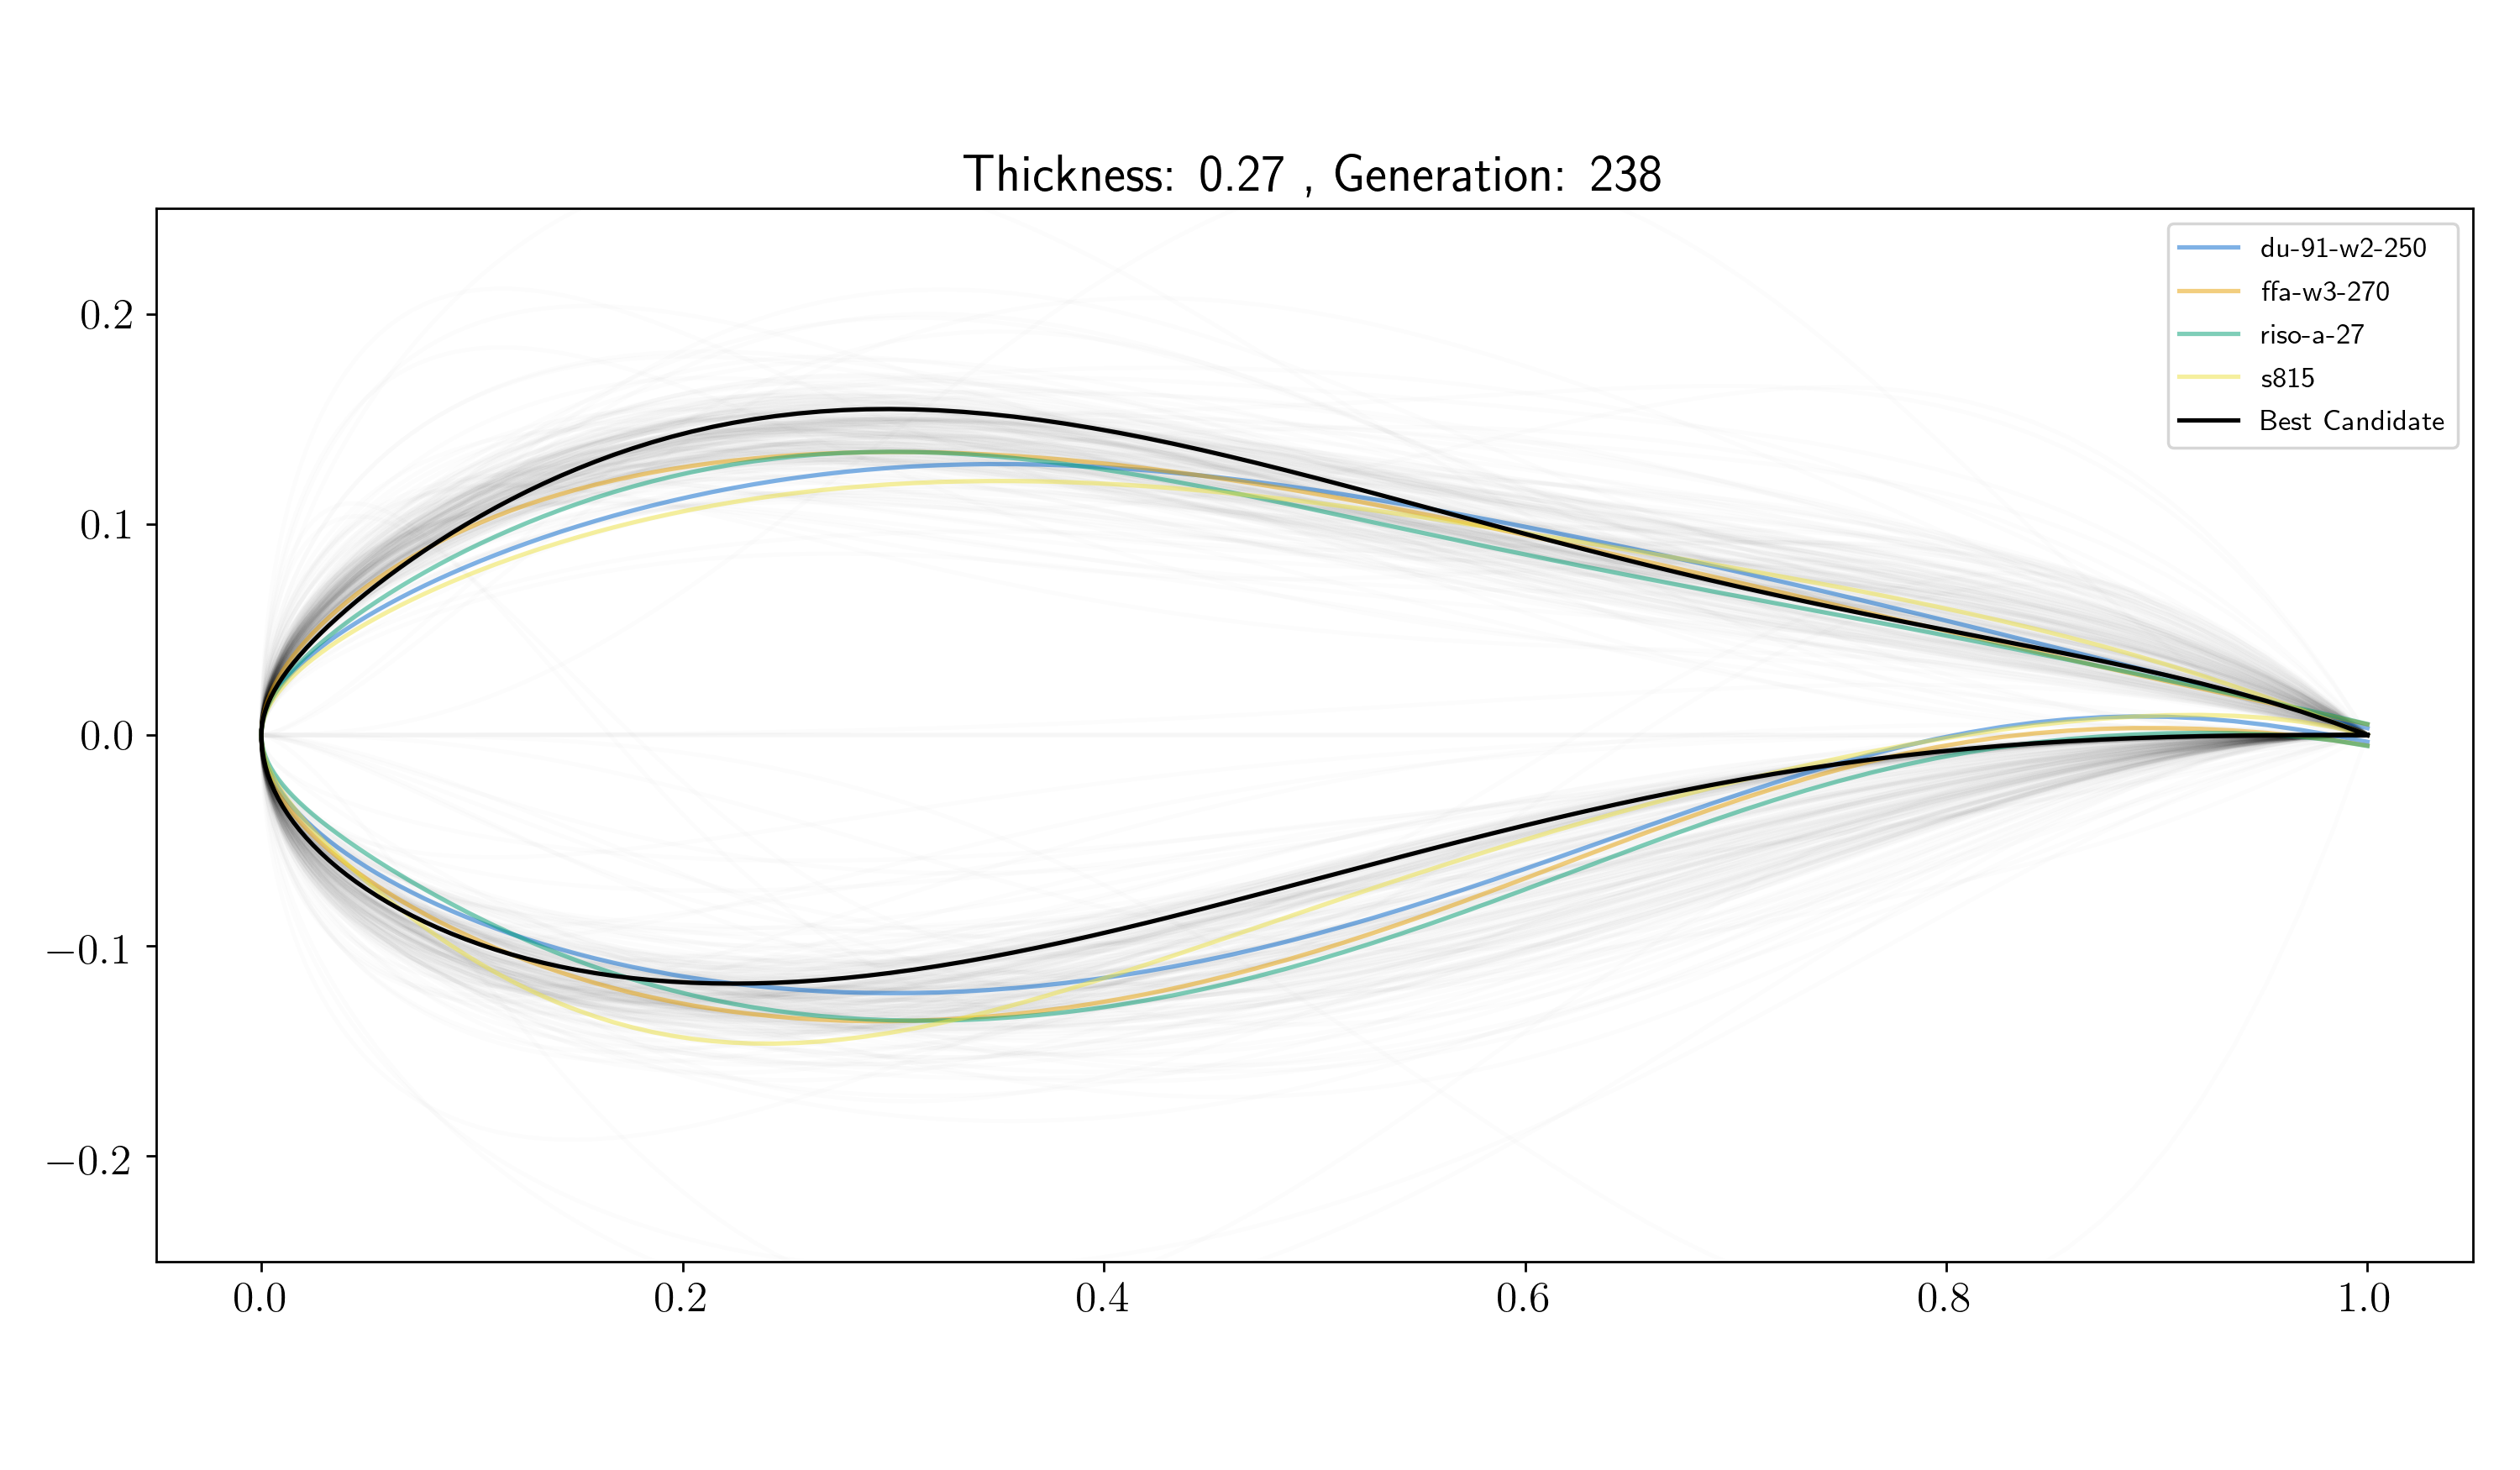 Thickness: 0.27 , Generation: 238
du-91-w2-250
ffa-w3-270
riso-a-27
s815
Best Candidate
0.2
0.1
0.0
−0.1
−0.2
0.0 0.2 0.4 0.6 0.8 1.0